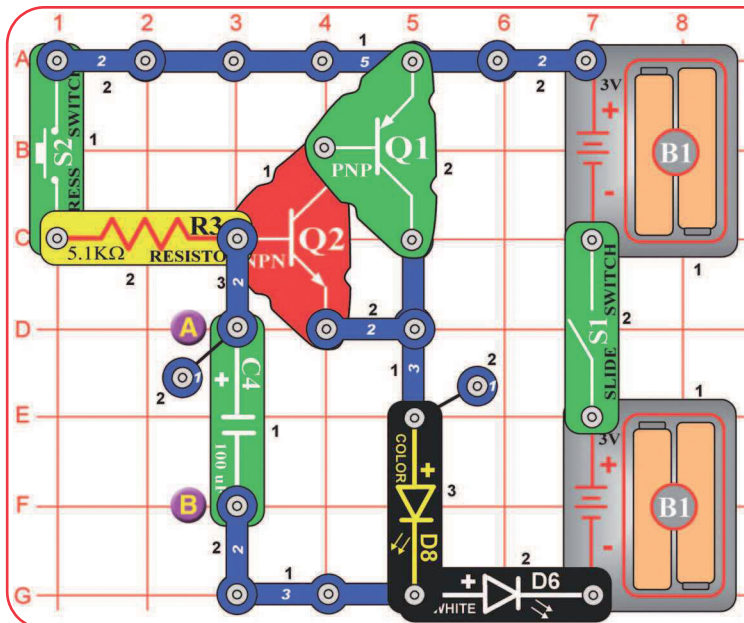 1 2 3 4 5 6 7 8
A
B
C
D
E
F
G
2
2
1
5
2
2
3V
+
-
B1
1
S2
PRESS SWITCH
1
PNP
Q1
2
1
Q2
NPN
R3
5.1KΩ
RESISTO
2
3
2
A
1
2
C4
+
100 u
1
B
2
2
1
3
2
2
3
1
1
2
COLOR
+
D8
3
S1
SLIDE SWITCH
2
1
3V
+
-
B1
2
+
D6
WHITE